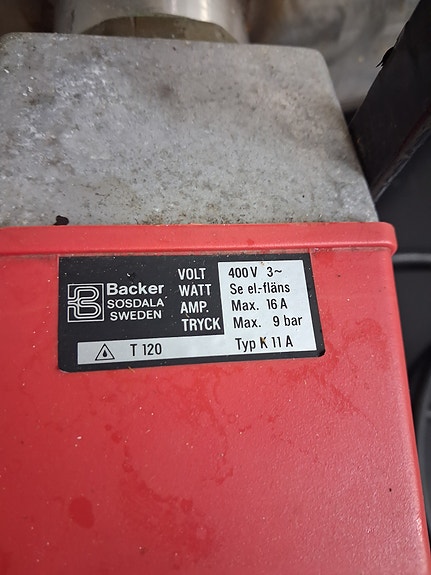 Backer
SÖSDALA
SWEDEN
VOLT 400 V 3~
WATT Se el.-fläns
AMP. Max. 16 A
TRYCK Max. 9 bar
T 120 Typ K 11 A